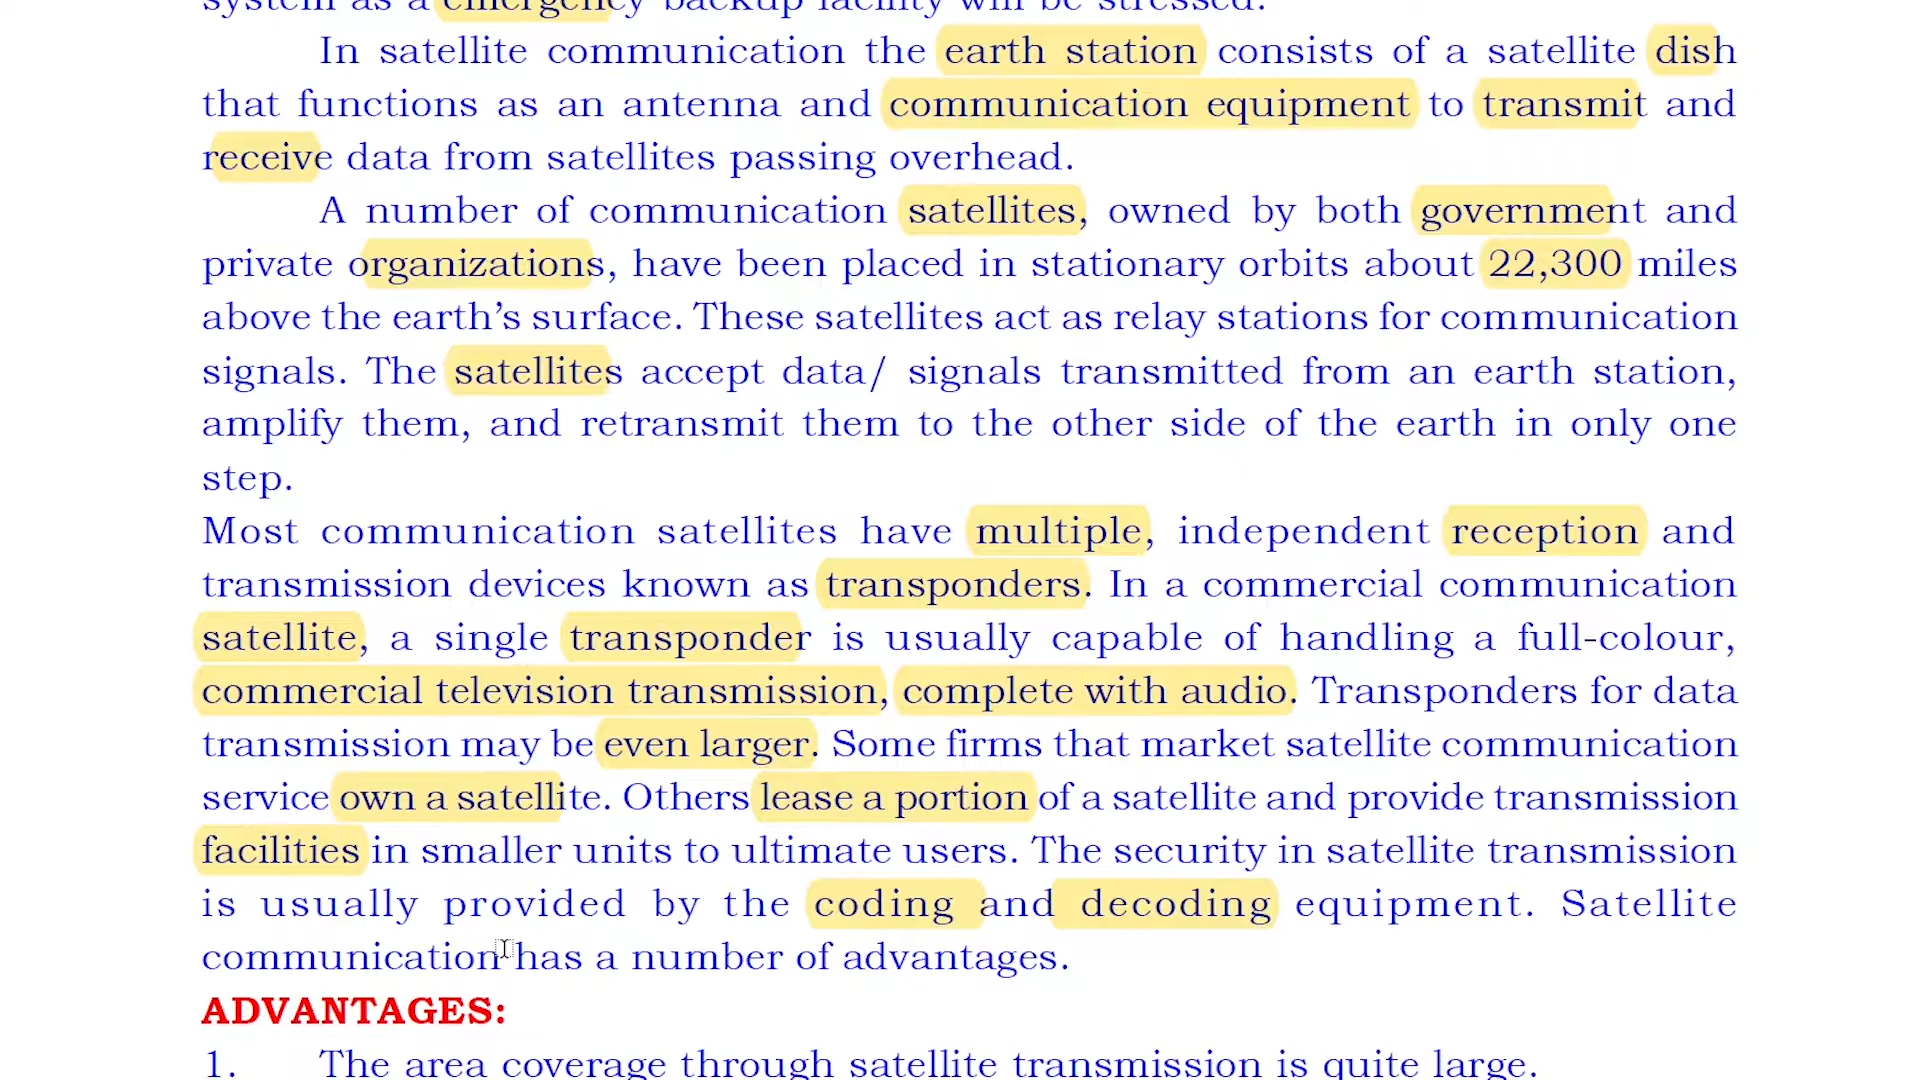 system as a emergency backup facility will be stressed.
In satellite communication the earth station consists of a satellite dish
that functions as an antenna and communication equipment to transmit and
receive data from satellites passing overhead.
A number of communication satellites, owned by both government and
private organizations, have been placed in stationary orbits about 22,300 miles
above the earth’s surface. These satellites act as relay stations for communication
signals. The satellites accept data/ signals transmitted from an earth station,
amplify them, and retransmit them to the other side of the earth in only one
step.
Most communication satellites have multiple, independent reception and
transmission devices known as transponders. In a commercial communication
satellite, a single transponder is usually capable of handling a full-colour,
commercial television transmission, complete with audio. Transponders for data
transmission may be even larger. Some firms that market satellite communication
service own a satellite. Others lease a portion of a satellite and provide transmission
facilities in smaller units to ultimate users. The security in satellite transmission
is usually provided by the coding and decoding equipment. Satellite
communication has a number of advantages.
ADVANTAGES:
1. The area coverage through satellite transmission is quite large.